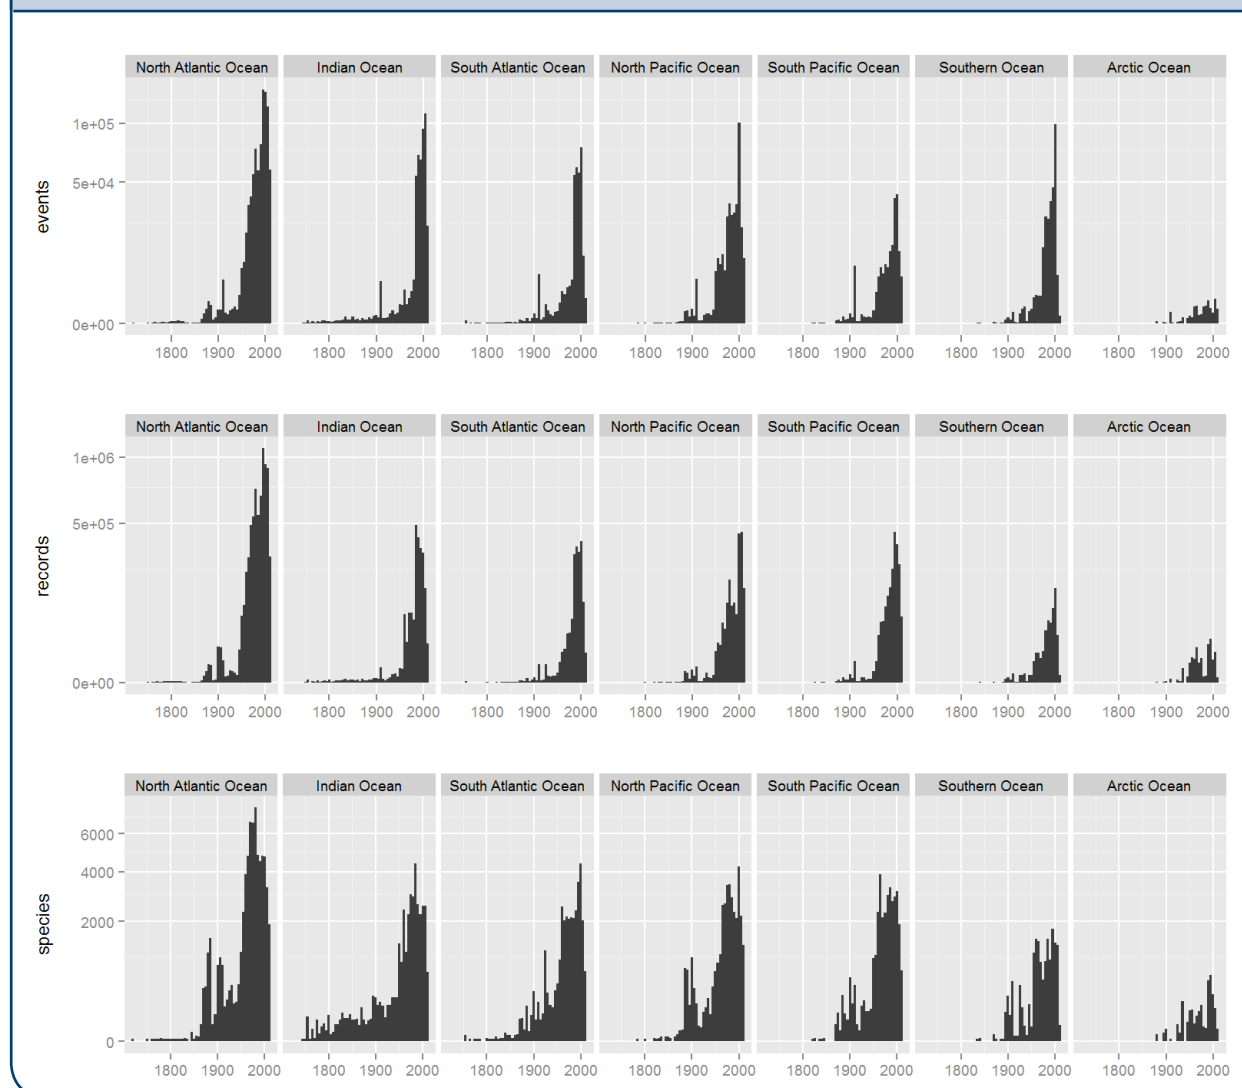 North Atlantic Ocean Indian Ocean South Atlantic Ocean North Pacific Ocean South Pacific Ocean Southern Ocean Arctic Ocean
events
1e+05
5e+04
0e+00
1800 1900 2000 1800 1900 2000 1800 1900 2000 1800 1900 2000 1800 1900 2000 1800 1900 2000 1800 1900 2000
North Atlantic Ocean Indian Ocean South Atlantic Ocean North Pacific Ocean South Pacific Ocean Southern Ocean Arctic Ocean
records
1e+06
5e+05
0e+00
1800 1900 2000 1800 1900 2000 1800 1900 2000 1800 1900 2000 1800 1900 2000 1800 1900 2000 1800 1900 2000
North Atlantic Ocean Indian Ocean South Atlantic Ocean North Pacific Ocean South Pacific Ocean Southern Ocean Arctic Ocean
species
6000
4000
2000
0
1800 1900 2000 1800 1900 2000 1800 1900 2000 1800 1900 2000 1800 1900 2000 1800 1900 2000 1800 1900 2000